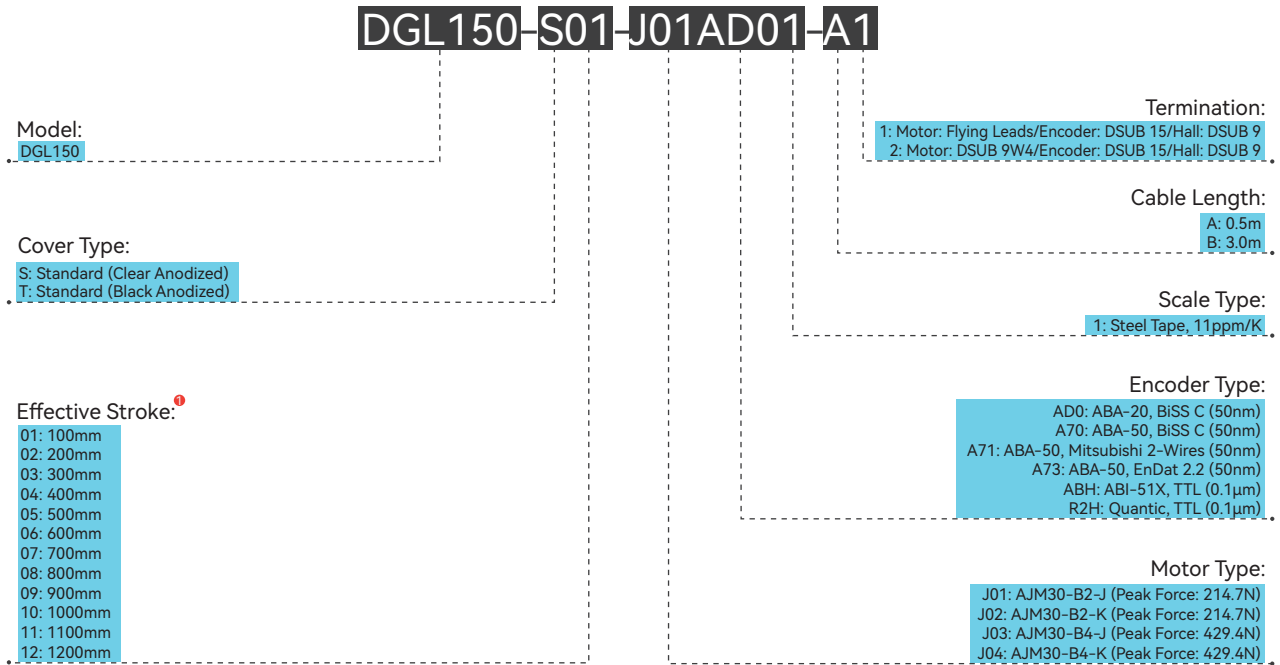 DGL150-S01-J01AD01-A1
Model:
DGL150
Cover Type:
S: Standard (Clear Anodized)
T: Standard (Black Anodized)
Effective Stroke:1
01: 100mm
02: 200mm
03: 300mm
04: 400mm
05: 500mm
06: 600mm
07: 700mm
08: 800mm
09: 900mm
10: 1000mm
11: 1100mm
12: 1200mm
Termination:
1: Motor: Flying Leads/Encoder: DSUB 15/Hall: DSUB 9
2: Motor: DSUB 9W4/Encoder: DSUB 15/Hall: DSUB 9
Cable Length:
A: 0.5m
B: 3.0m
Scale Type:
1: Steel Tape, 11ppm/K
Encoder Type:
AD0: ABA-20, BiSS C (50nm)
A70: ABA-50, BiSS C (50nm)
A71: ABA-50, Mitsubishi 2-Wires (50nm)
A73: ABA-50, EnDat 2.2 (50nm)
ABH: ABI-51X, TTL (0.1μm)
R2H: Quantic, TTL (0.1μm)
Motor Type:
J01: AJM30-B2-J (Peak Force: 214.7N)
J02: AJM30-B2-K (Peak Force: 214.7N)
J03: AJM30-B4-J (Peak Force: 429.4N)
J04: AJM30-B4-K (Peak Force: 429.4N)